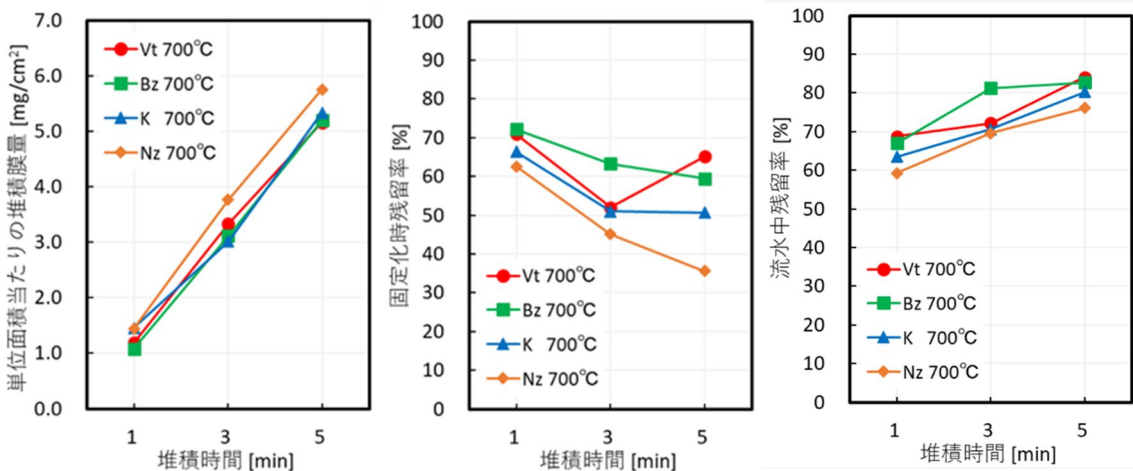 単位面積当たりの堆積膜量 [mg/cm²]
7.0
6.0
5.0
4.0
3.0
2.0
1.0
0.0
Vt 700℃
Bz 700℃
K 700℃
Nz 700℃
1 3 5
堆積時間 [min]
固定化時残留率 [%]
100
90
80
70
60
50
40
30
20
10
0
Vt 700℃
Bz 700℃
K 700℃
Nz 700℃
1 3 5
堆積時間 [min]
流水中残留率 [%]
100
90
80
70
60
50
40
30
20
10
0
Vt 700℃
Bz 700℃
K 700℃
Nz 700℃
1 3 5
堆積時間 [min]